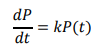 dP/dt = kP(t)